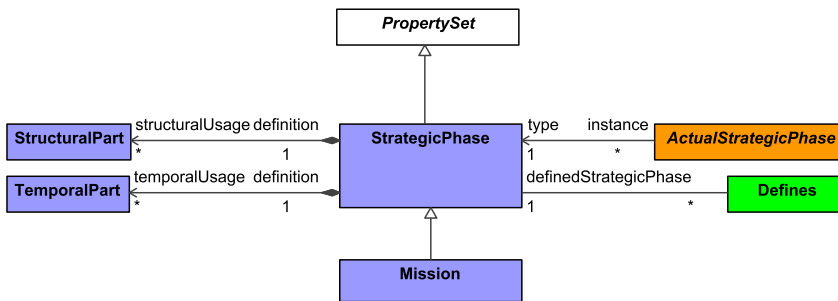 PropertySet
StructuralPart
structuralUsage definition
* 1
StrategicPhase
type instance
1 *
ActualStrategicPhase
TemporalPart
temporalUsage definition
* 1
definedStrategicPhase
1 *
Defines
Mission